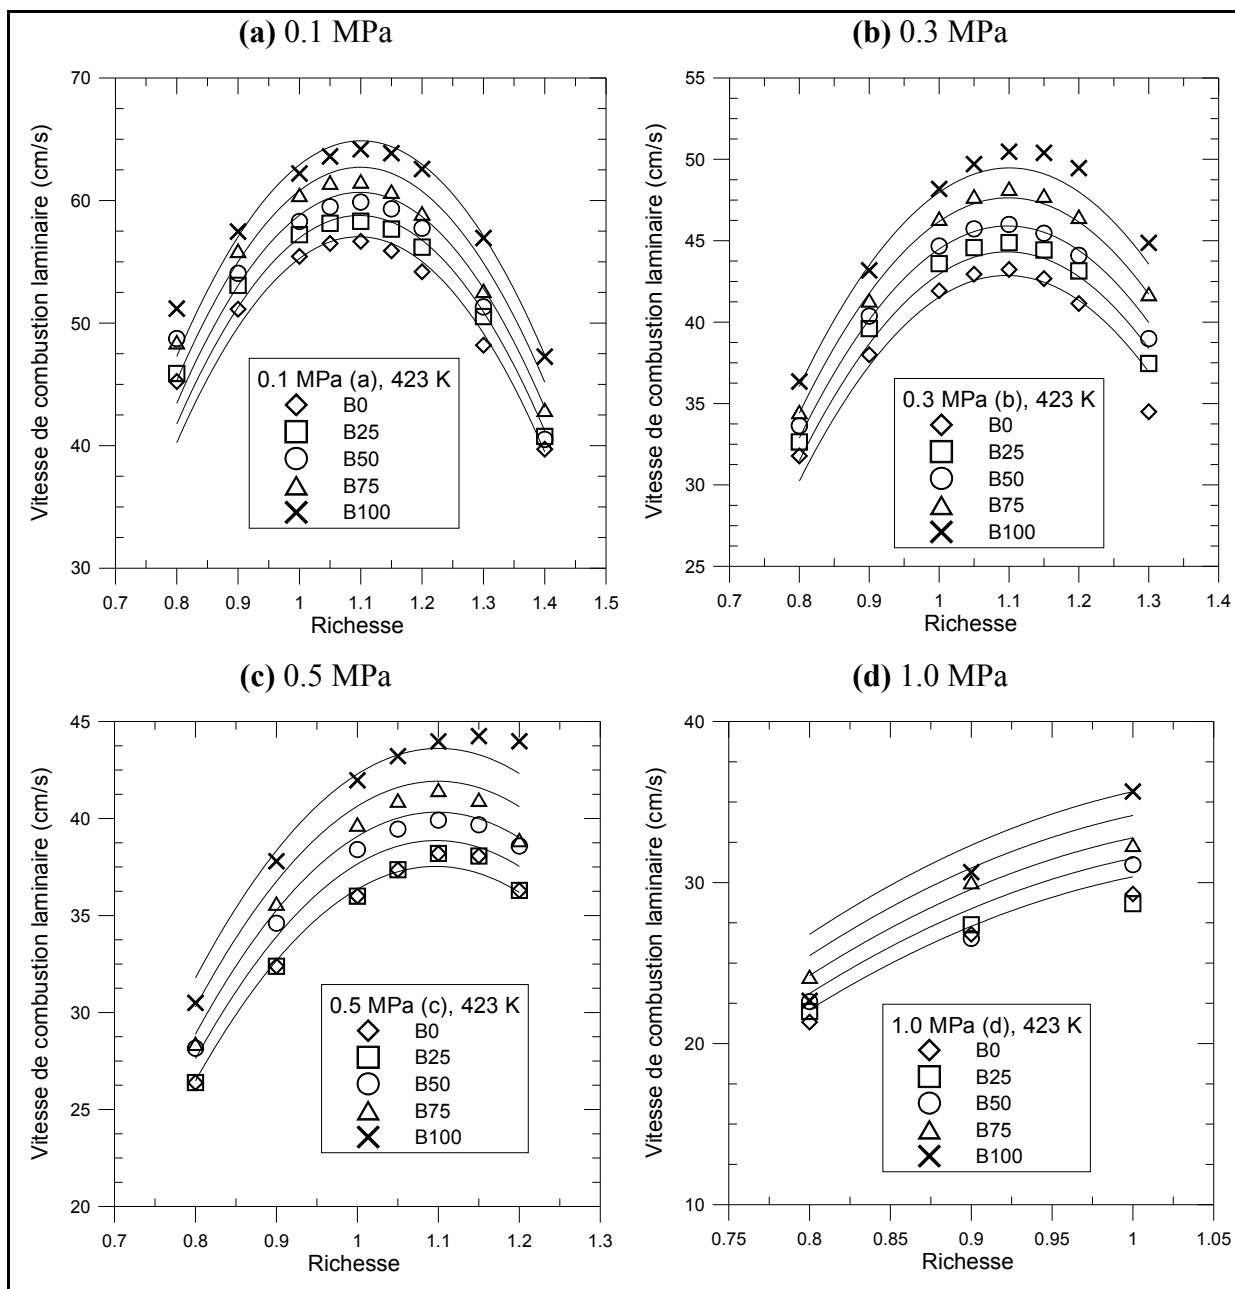 (a) 0.1 MPa
70
60
50
40
30
Vitesse de combustion laminaire (cm/s)
0.1 MPa (a), 423 K
B0
B25
B50
B75
B100
0.7 0.8 0.9 1 1.1 1.2 1.3 1.4 1.5
Richesse
(b) 0.3 MPa
55
50
45
40
35
30
25
Vitesse de combustion laminaire (cm/s)
0.3 MPa (b), 423 K
B0
B25
B50
B75
B100
0.7 0.8 0.9 1 1.1 1.2 1.3 1.4
Richesse
(c) 0.5 MPa
45
40
35
30
25
20
Vitesse de combustion laminaire (cm/s)
0.5 MPa (c), 423 K
B0
B25
B50
B75
B100
0.7 0.8 0.9 1 1.1 1.2 1.3
Richesse
(d) 1.0 MPa
40
30
20
10
Vitesse de combustion laminaire (cm/s)
1.0 MPa (d), 423 K
B0
B25
B50
B75
B100
0.75 0.8 0.85 0.9 0.95 1 1.05
Richesse